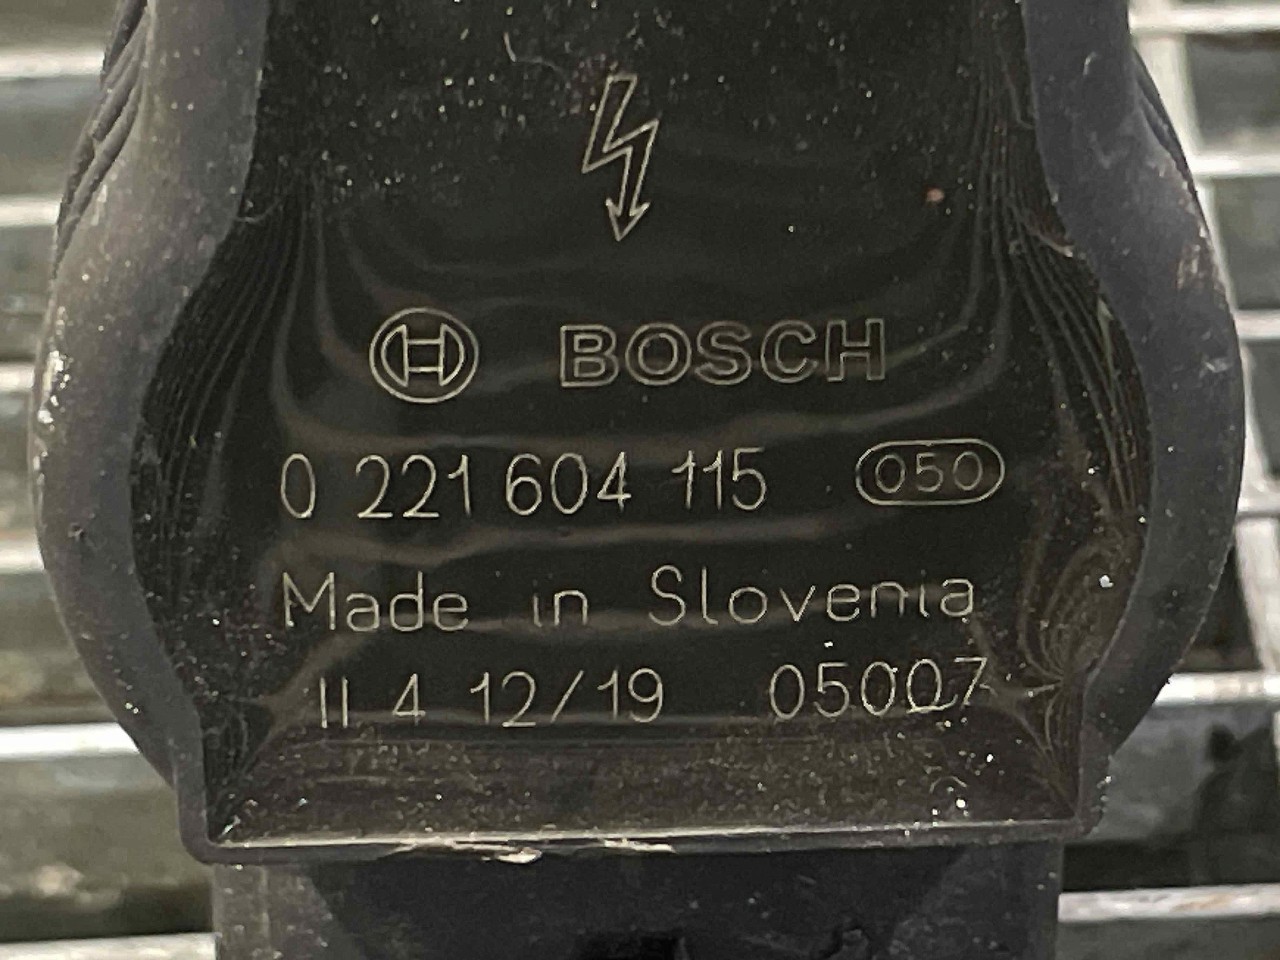 BOSCH
0 221 604 115 050
Made in Slovenia
II 4 12/19 05007